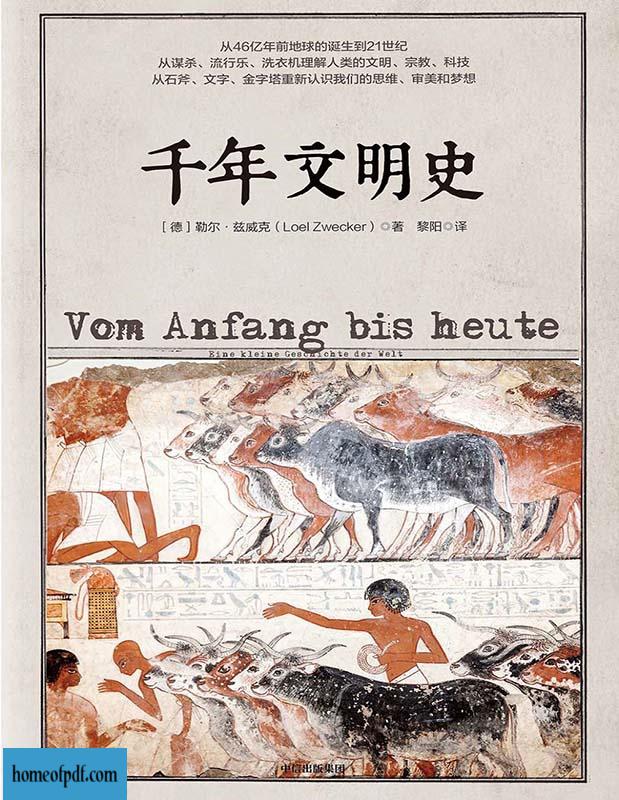 从46亿年前地球的诞生到21世纪
从谋杀、流行乐、洗衣机理解人类的文明、宗教、科技
从石斧、文字、金字塔重新认识我们的思维、审美和梦想
千年文明史
[德]勒尔·兹威克（Loel Zwecker）◎著 黎阳◎译
Vom Anfang bis heute
Eine kleine Geschichte der Welt
中信出版集团
homeofpdf.com